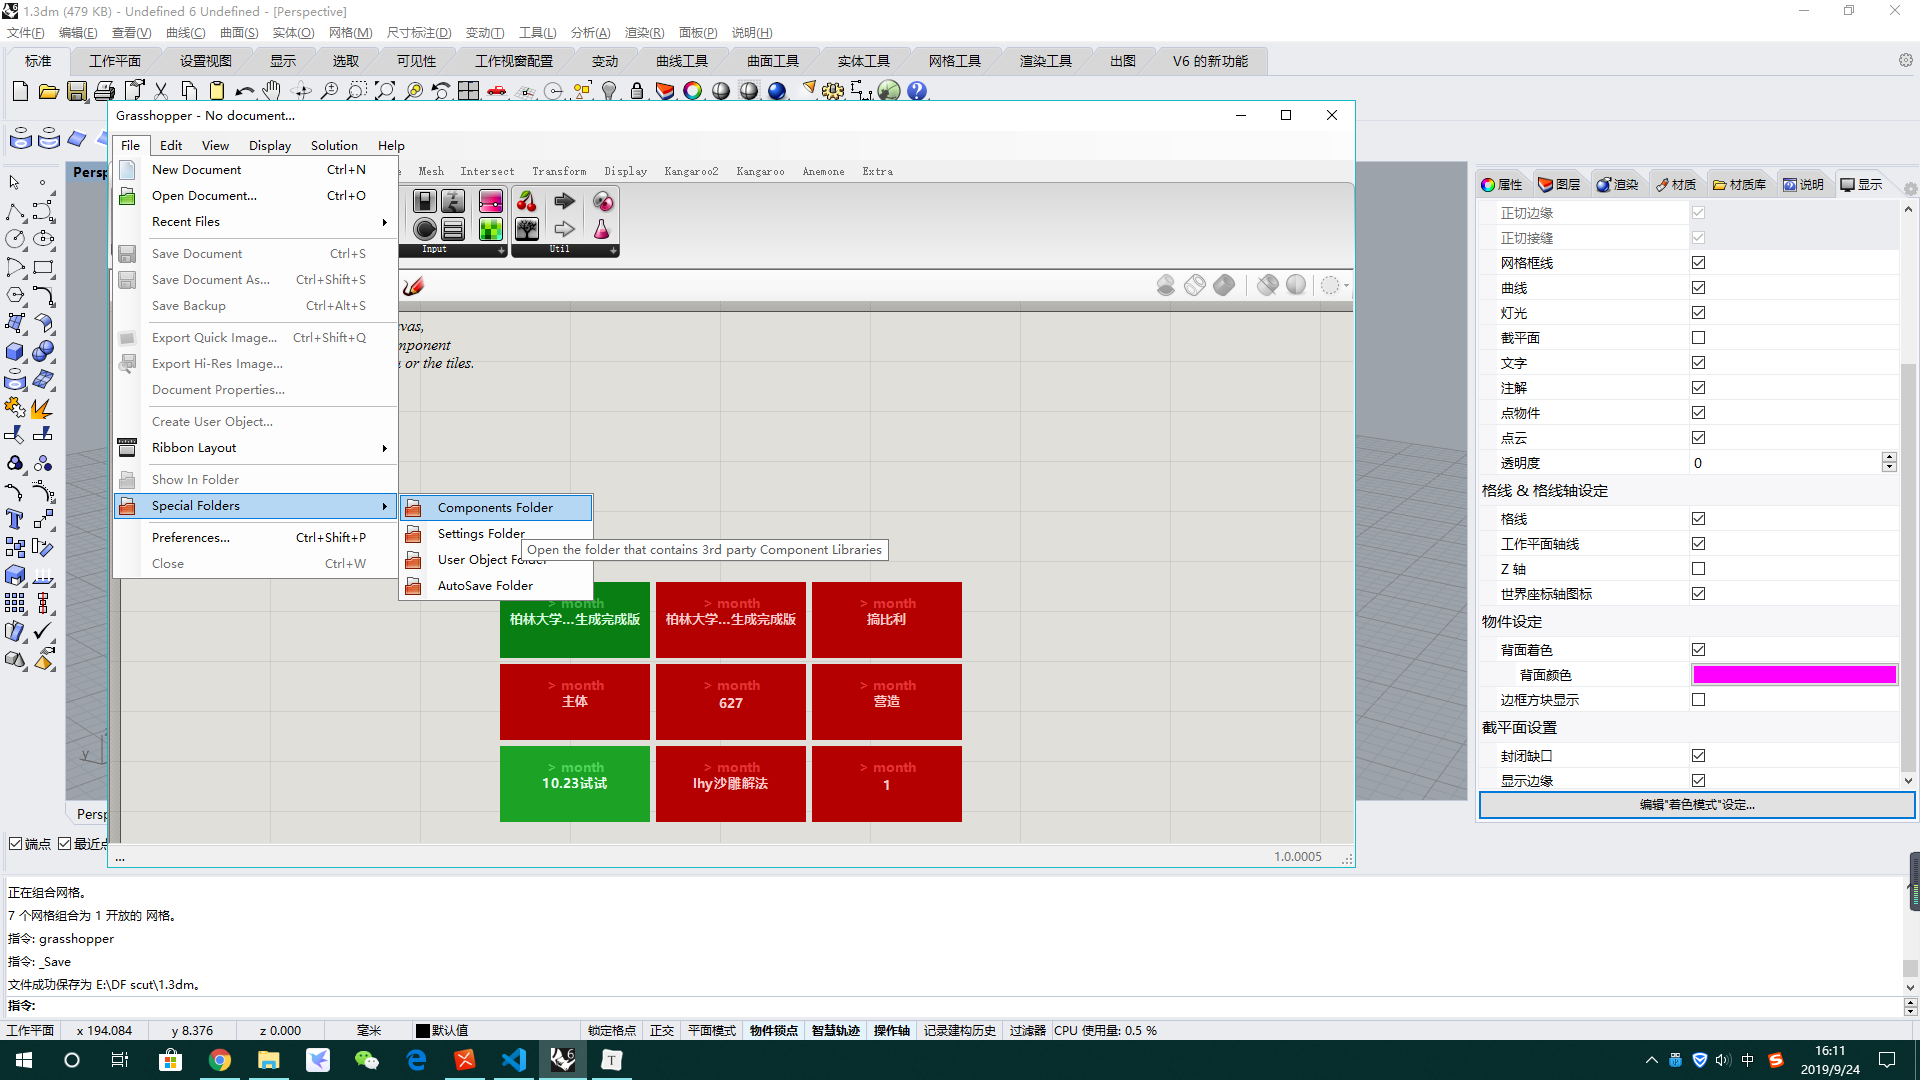 1.3dm (479 KB) - Undefined 6 Undefined - [Perspective]
文件(F) 编辑(E) 查看(V) 曲线(C) 曲面(S) 实体(O) 网格(M) 尺寸标注(D) 变动(T) 工具(L) 分析(A) 渲染(R) 面板(P) 说明(H)
标准 工作平面 设置视图 显示 选取 可见性 工作视窗配置 变动 曲线工具 曲面工具 实体工具 网格工具 渲染工具 出图 V6 的新功能
Grasshopper - No document...
File Edit View Display Solution Help
Mesh Intersect Transform Display Kangaroo2 Kangaroo Anemone Extra
Input Util
New Document Ctrl+N
Open Document... Ctrl+O
Recent Files
Save Document Ctrl+S
Save Document As... Ctrl+Shift+S
Save Backup Ctrl+Alt+S
Export Quick Image... Ctrl+Shift+Q
Export Hi-Res Image...
Document Properties...
Create User Object...
Ribbon Layout
Show In Folder
Special Folders
Preferences... Ctrl+Shift+P
Close Ctrl+W
Components Folder
Settings Folder
User Object Folder
AutoSave Folder
Open the folder that contains 3rd party Component Libraries
vas,
mponent
or the tiles.
> month
柏林大学...生成完成版
> month
柏林大学...生成完成版
> month
搞比利
> month
主体
> month
627
> month
营造
> month
10.23试试
> month
lhy沙雕解法
> month
1
... 1.0.0005
Persp
y
Persp
属性 图层 渲染 材质 材质库 说明 显示
正切边缘
正切接缝
网格框线
曲线
灯光
截平面
文字
注解
点物件
点云
透明度 0
格线 & 格线轴设定
格线
工作平面轴线
Z 轴
世界座标轴图标
物件设定
背面着色
背面颜色
边框方块显示
截平面设置
封闭缺口
显示边缘
编辑"着色模式"设定...
端点 最近点
正在组合网格。
7 个网格组合为 1 开放的 网格。
指令: grasshopper
指令: _Save
文件成功保存为 E:\DF scut\1.3dm。
指令:
工作平面 x 194.084 y 8.376 z 0.000 毫米 默认值 锁定格点 正交 平面模式 物件锁点 智慧轨迹 操作轴 记录建构历史 过滤器 CPU 使用量: 0.5 %
中
16:11
2019/9/24